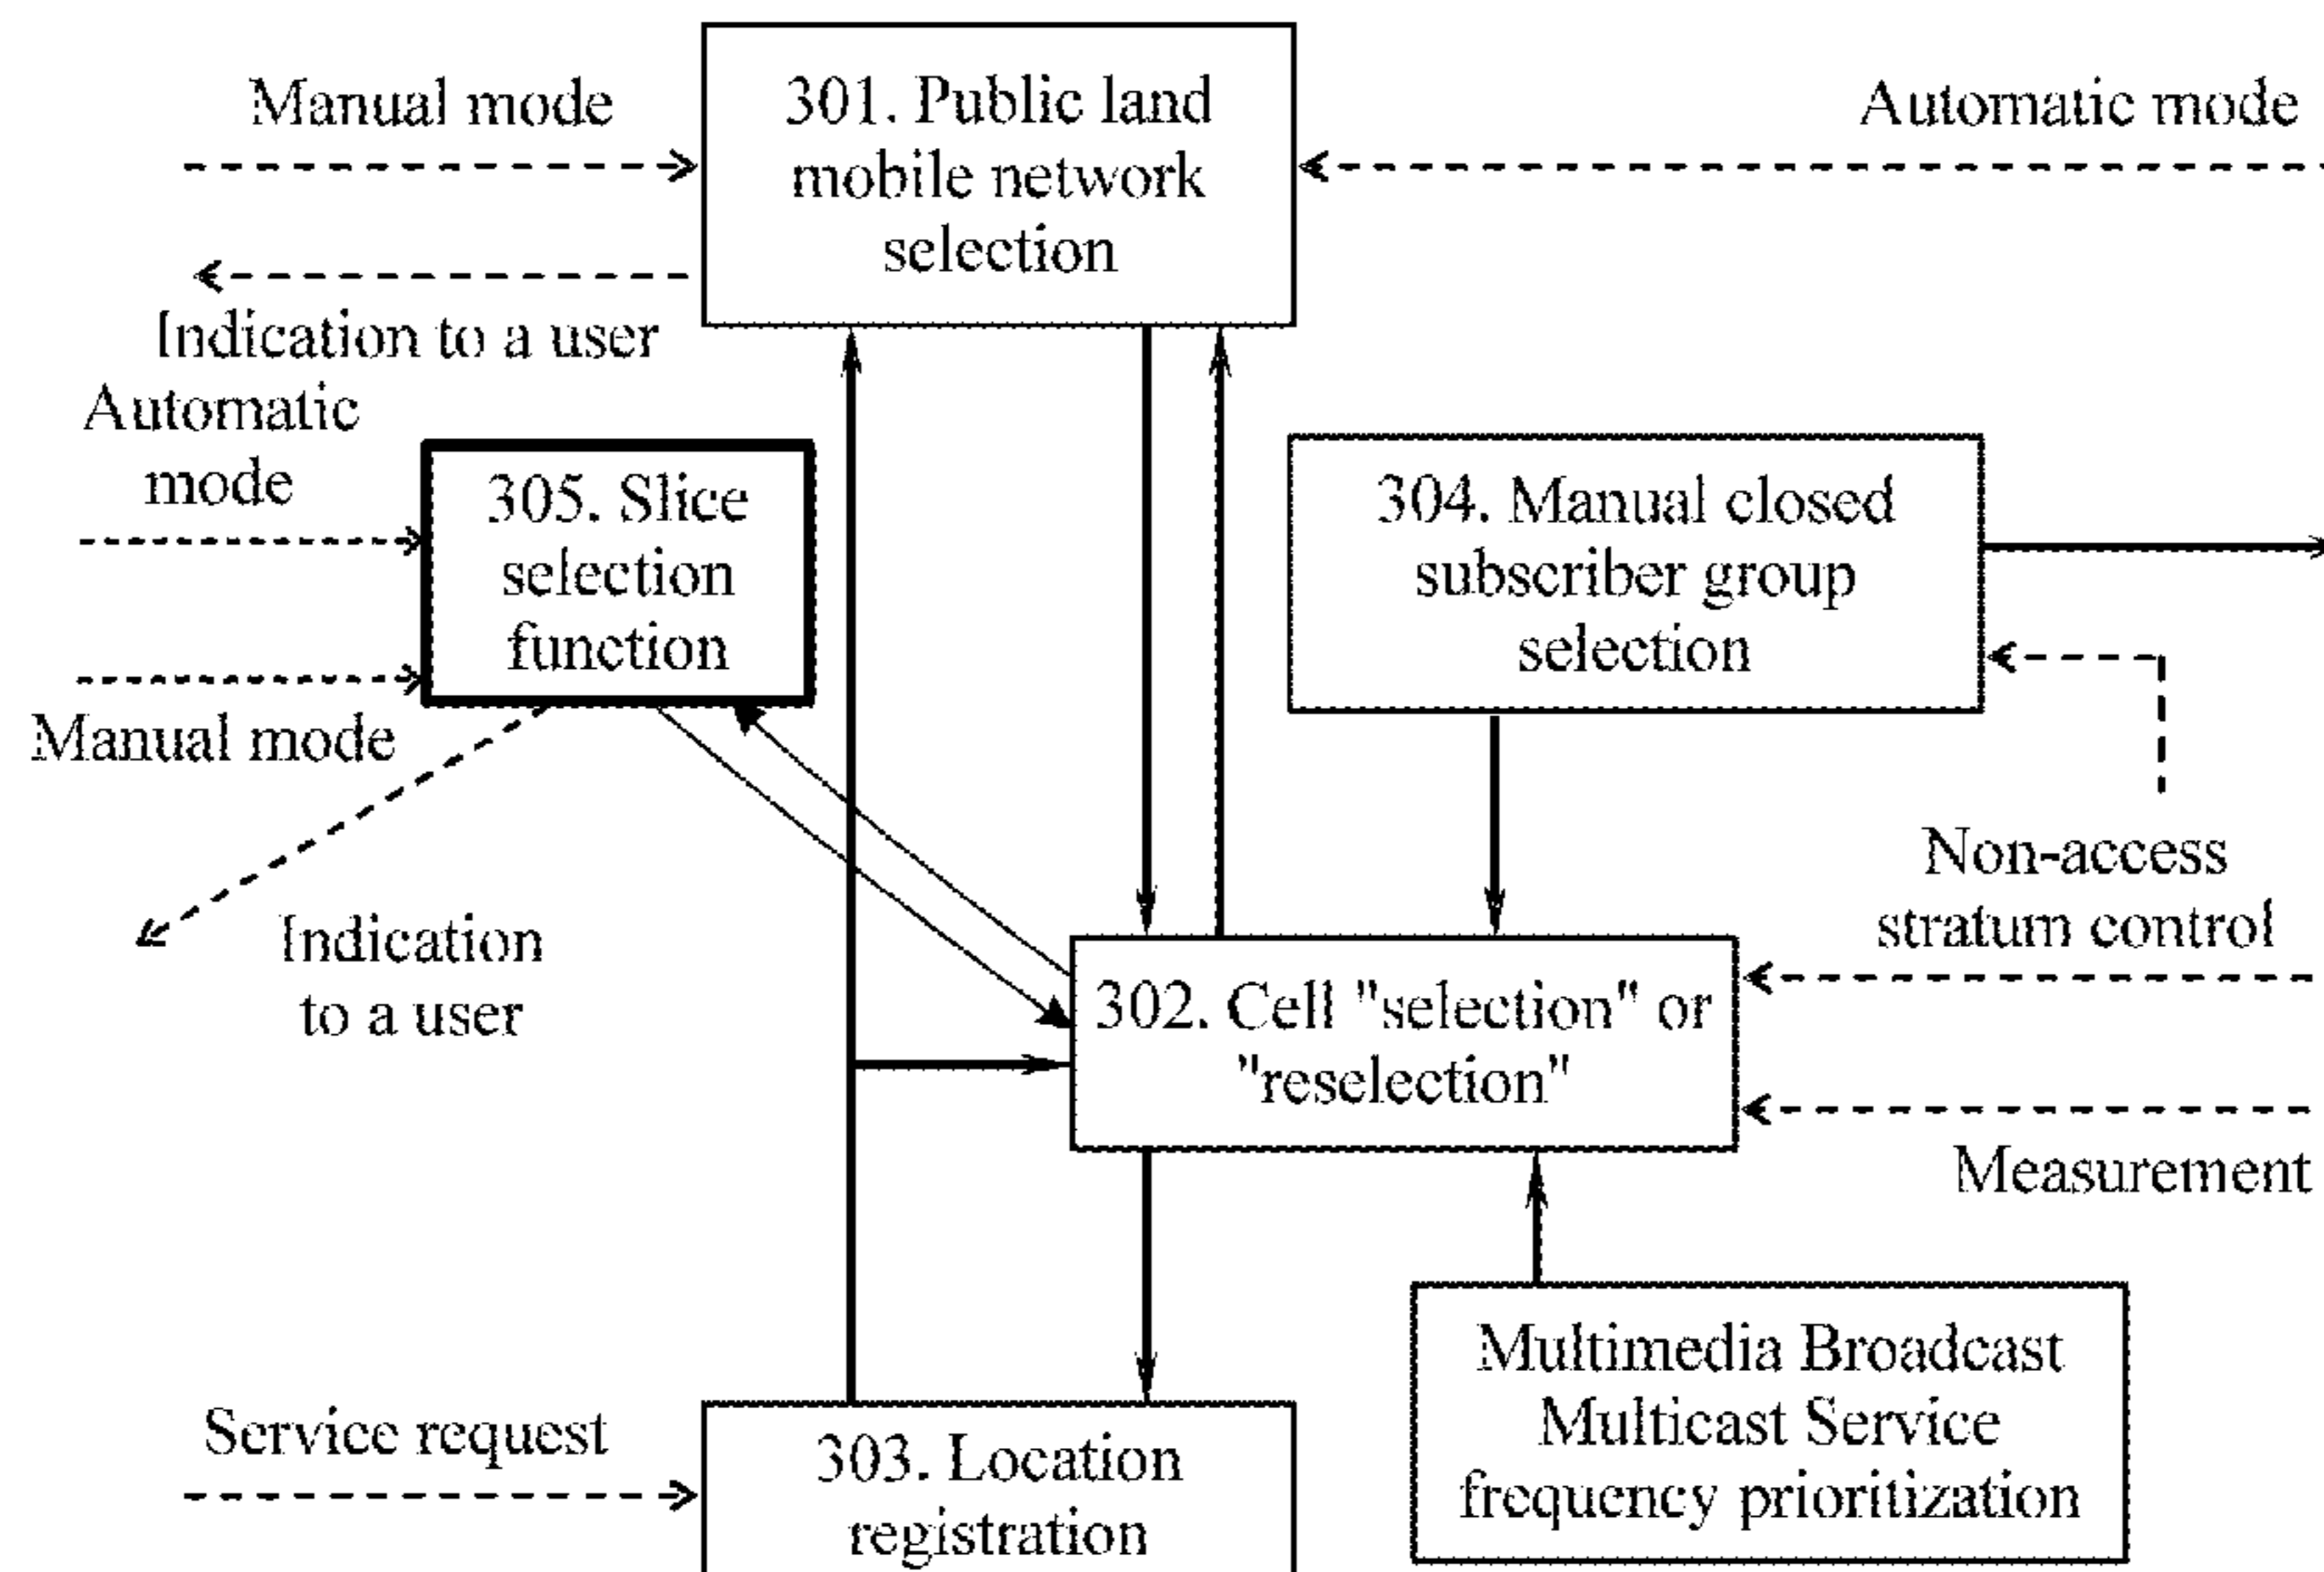 Manual mode
301. Public land
mobile network
selection
Automatic mode
Indication to a user
Automatic
mode
305. Slice
selection
function
304. Manual closed
subscriber group
selection
Manual mode
Non-access
stratum control
Indication
to a user
302. Cell "selection" or
"reselection"
Measurement
Multimedia Broadcast
Multicast Service
frequency prioritization
Service request
303. Location
registration